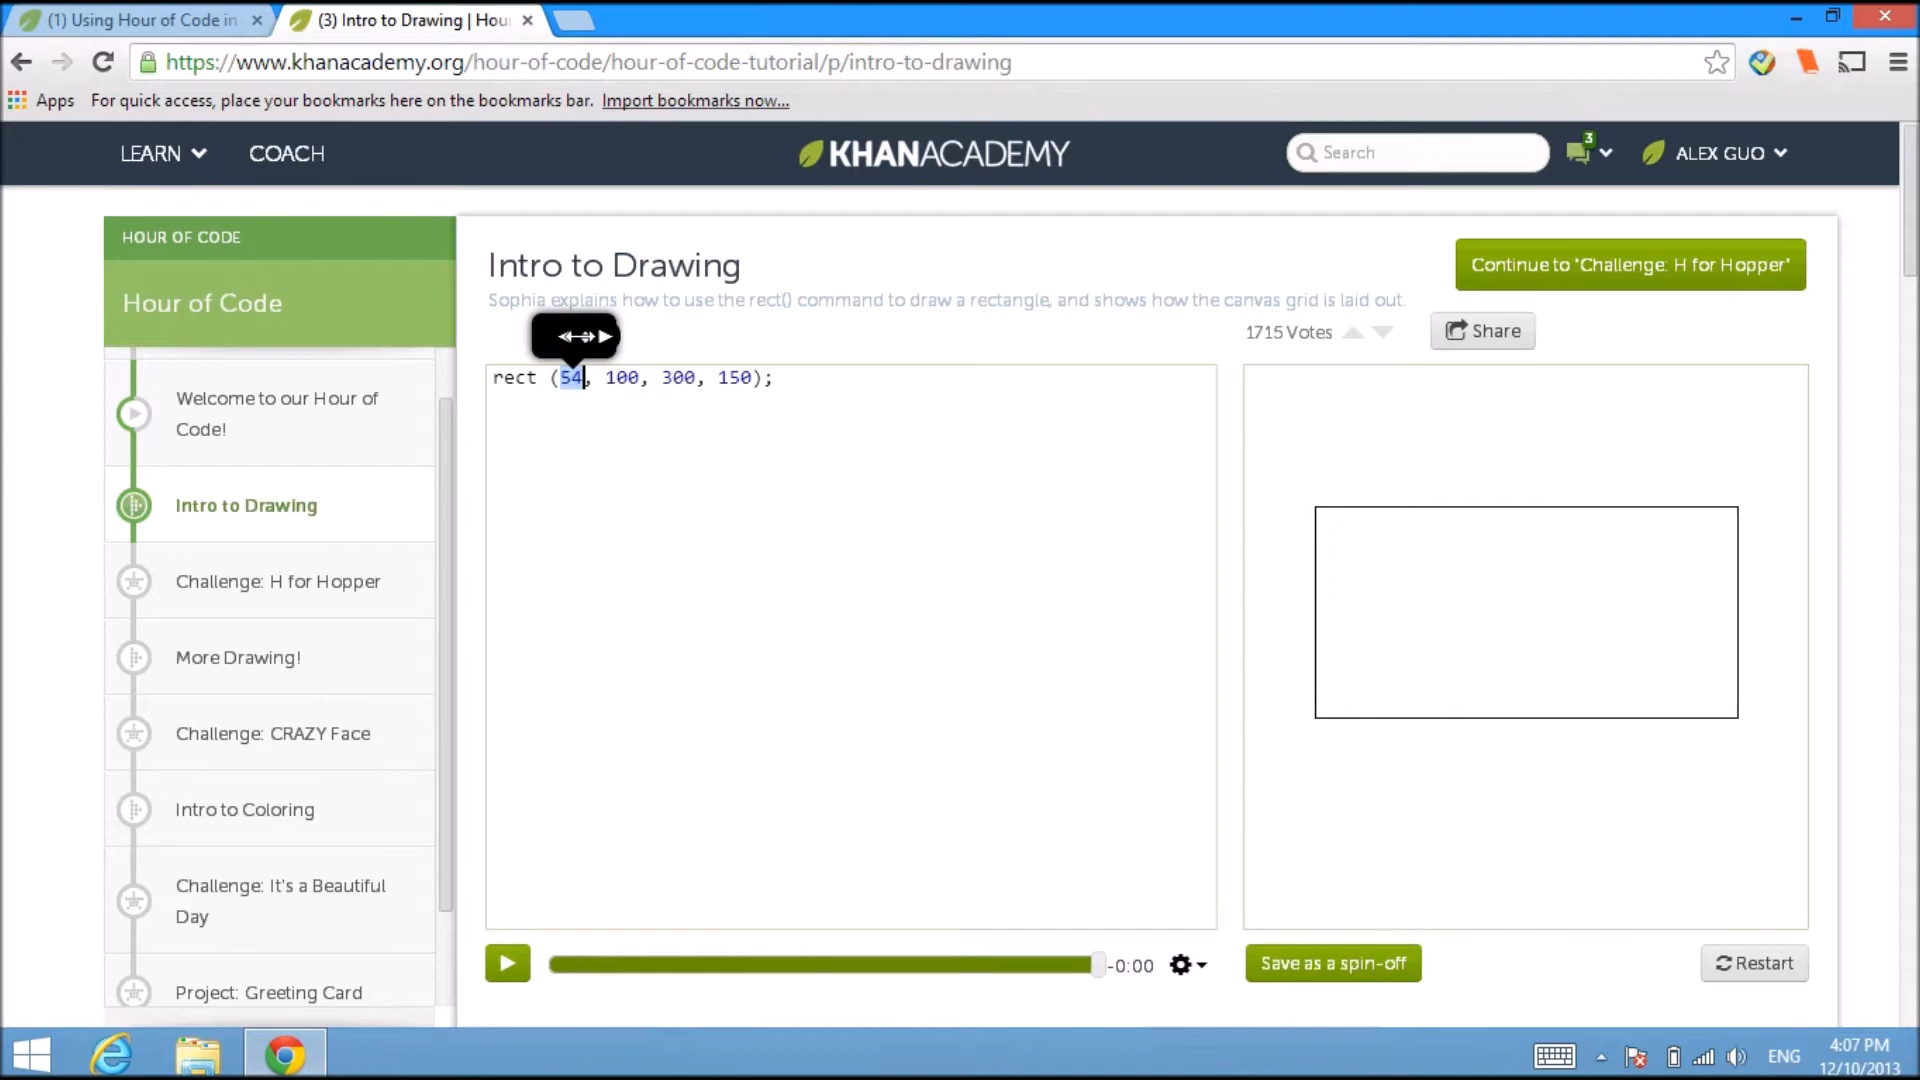 (1) Using Hour of Code in
(3) Intro to Drawing | Hou
https://www.khanacademy.org/hour-of-code/hour-of-code-tutorial/p/intro-to-drawing
Apps For quick access, place your bookmarks here on the bookmarks bar. Import bookmarks now...
LEARN COACH KHANACADEMY Search 3 ALEX GUO
HOUR OF CODE
Hour of Code
Welcome to our Hour of
Code!
Intro to Drawing
Challenge: H for Hopper
More Drawing!
Challenge: CRAZY Face
Intro to Coloring
Challenge: It's a Beautiful
Day
Project: Greeting Card
Intro to Drawing
Continue to "Challenge: H for Hopper"
Sophia explains how to use the rect() command to draw a rectangle, and shows how the canvas grid is laid out.
1715 Votes Share
rect (54, 100, 300, 150);
-0:00
Save as a spin-off
Restart
ENG
4:07 PM
12/10/2013